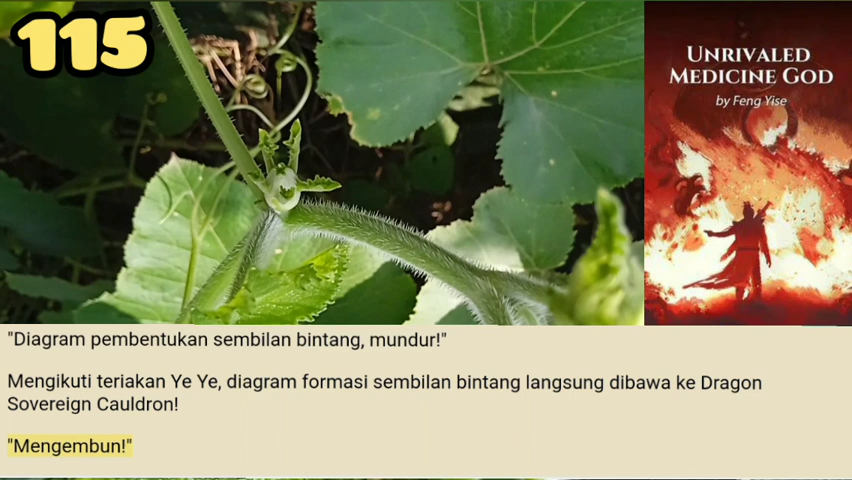 115
UNRIVALED
MEDICINE GOD
by Feng Yise
"Diagram pembentukan sembilan bintang, mundur!"
Mengikuti teriakan Ye Ye, diagram formasi sembilan bintang langsung dibawa ke Dragon
Sovereign Cauldron!
"Mengembun!"